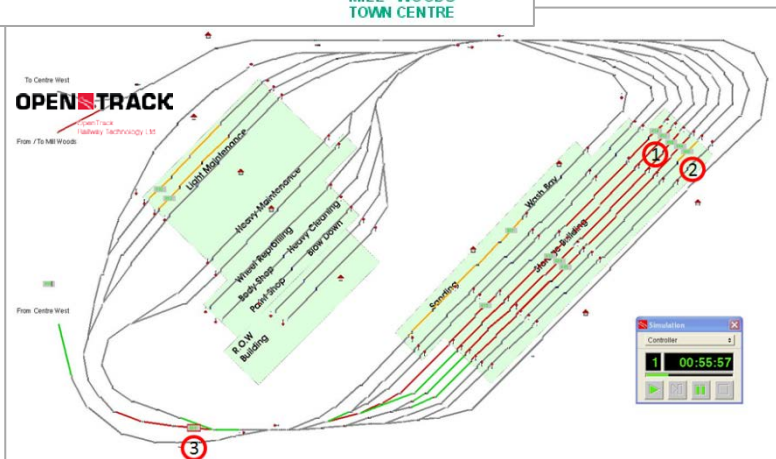 TOWN CENTRE
To Centre West
OPEN TRACK
OpenTrack
Railway Technology Ltd
From /To Mill Woods
Light Maintenance
Heavy Maintenance
Wheel Reprofiling
Heavy Cleaning
Body Shop
Blow Down
Paint Shop
R.O.W
Building
Wash Bay
Storage Building
Sanding
1
2
From Centre West
Simulation
Controller
1 00:55:57
3